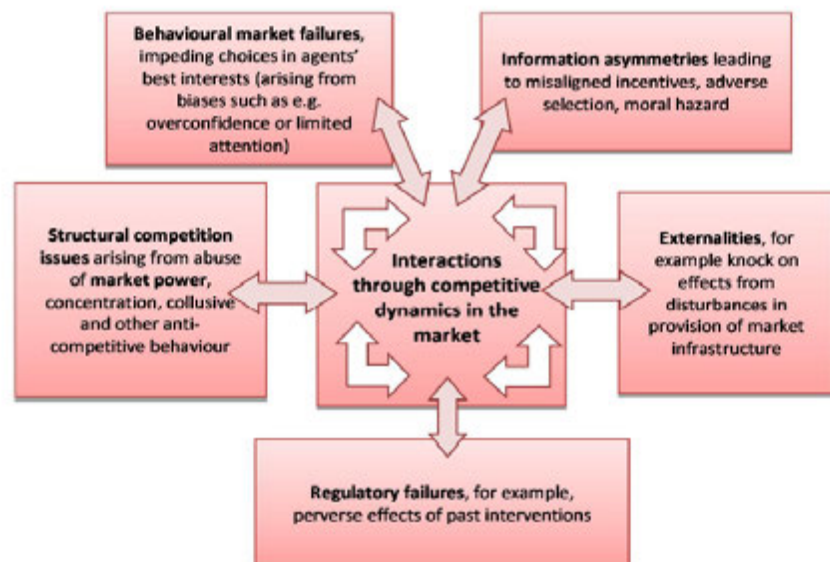 Behavioural market failures,
impeding choices in agents'
best interests (arising from
biases such as e.g.
overconfidence or limited
attention)
Information asymmetries leading
to misaligned incentives, adverse
selection, moral hazard
Structural competition
issues arising from abuse
of market power,
concentration, collusive
and other anti-
competitive behaviour
Interactions
through competitive
dynamics in the
market
Externalities, for
example knock on
effects from
disturbances in
provision of market
infrastructure
Regulatory failures, for example,
perverse effects of past interventions